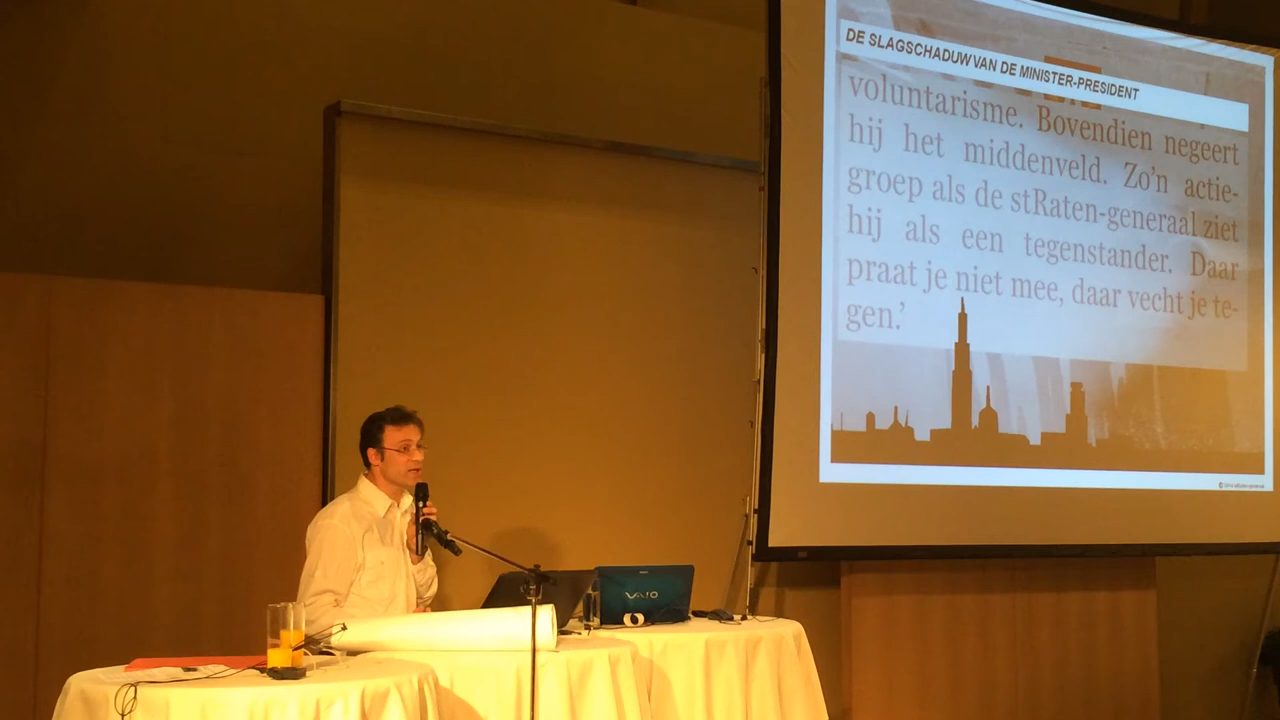 DE SLAGSCHADUW VAN DE MINISTER-PRESIDENT
voluntarisme. Bovendien negeert
hij het middenveld. Zo'n actie-
groep als de stRaten-generaal ziet
hij als een tegenstander. Daar
praat je niet mee, daar vecht je te-
gen.'
VAIO